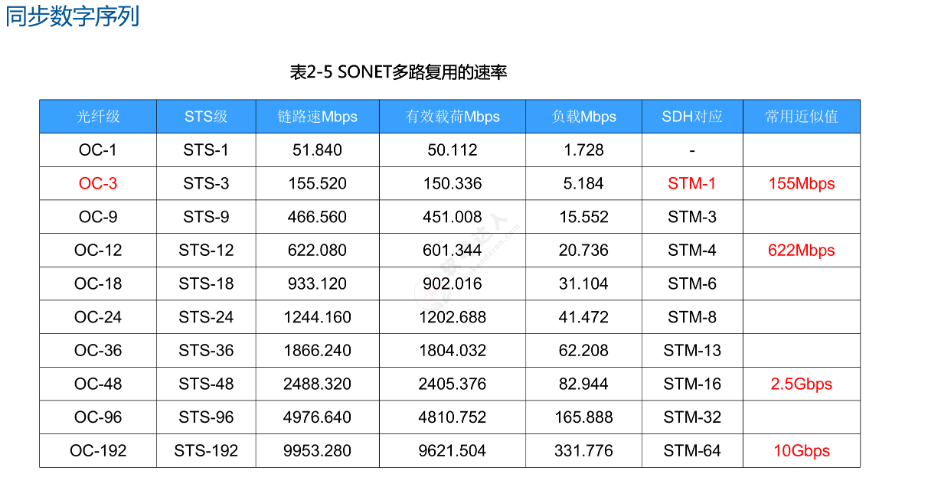 同步数字序列
表2-5 SONET多路复用的速率
光纤级 STS级 链路速Mbps 有效载荷Mbps 负载Mbps SDH对应 常用近似值
OC-1 STS-1 51.840 50.112 1.728 -
OC-3 STS-3 155.520 150.336 5.184 STM-1 155Mbps
OC-9 STS-9 466.560 451.008 15.552 STM-3
OC-12 STS-12 622.080 601.344 20.736 STM-4 622Mbps
OC-18 STS-18 933.120 902.016 31.104 STM-6
OC-24 STS-24 1244.160 1202.688 41.472 STM-8
OC-36 STS-36 1866.240 1804.032 62.208 STM-13
OC-48 STS-48 2488.320 2405.376 82.944 STM-16 2.5Gbps
OC-96 STS-96 4976.640 4810.752 165.888 STM-32
OC-192 STS-192 9953.280 9621.504 331.776 STM-64 10Gbps